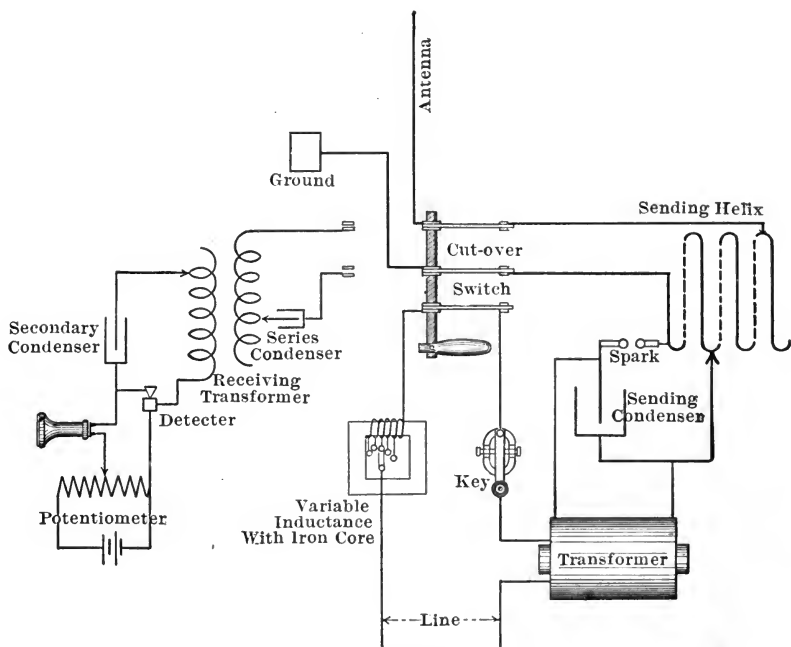 Antenna
Ground
Sending Helix
Cut-over
Switch
Secondary
Condenser
Series
Condenser
Receiving
Transformer
Detecter
Spark
Sending
Condenser
Key
Potentiometer
Variable
Inductance
With Iron Core
Transformer
Line